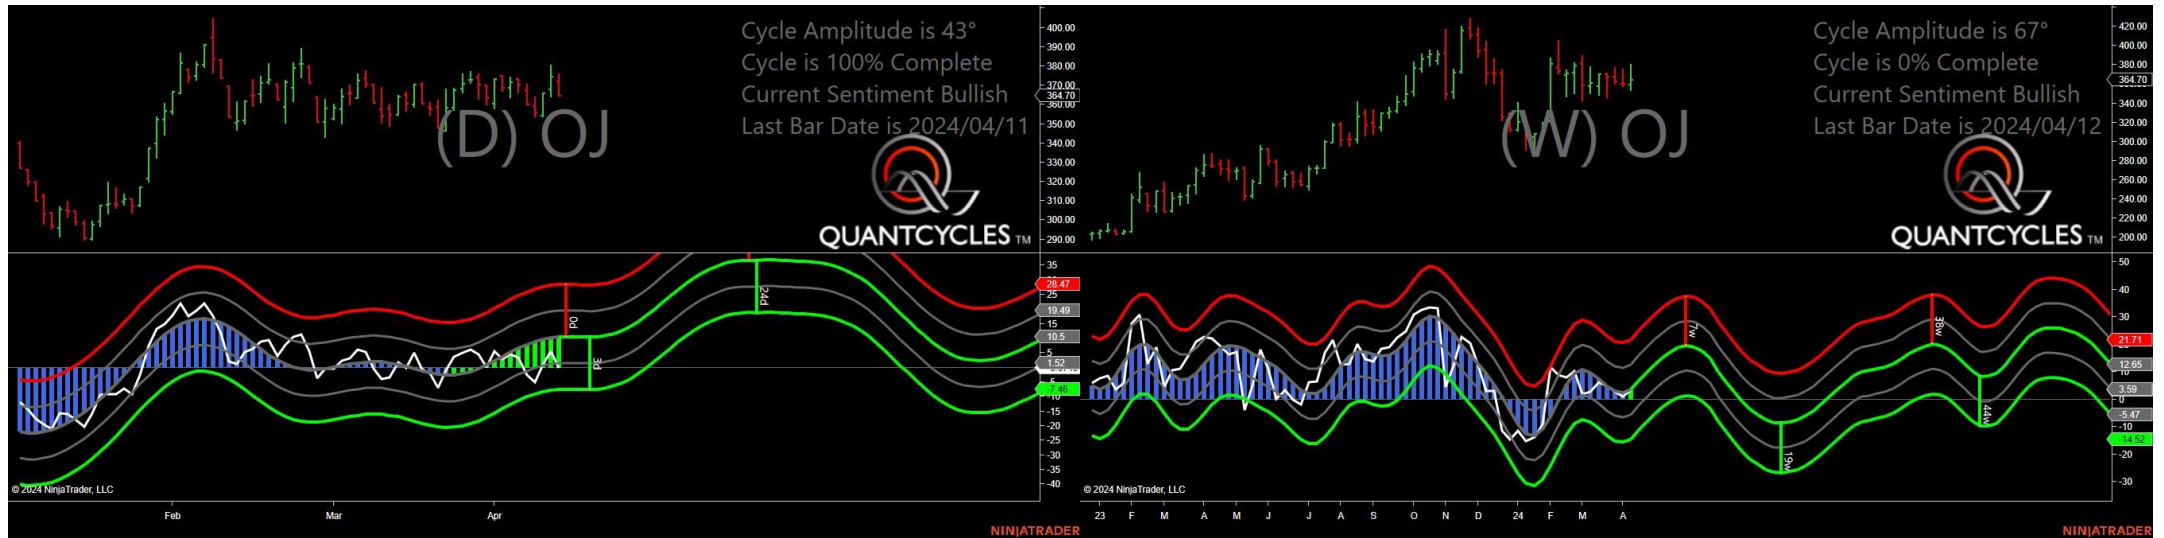 Cycle Amplitude is 43°
Cycle is 100% Complete
Current Sentiment Bullish
Last Bar Date is 2024/04/11
(D) OJ
QUANTCYCLES TM
400.00
390.00
380.00
370.00
364.70
360.00
350.00
340.00
330.00
320.00
310.00
300.00
290.00
35
28.47
25
19.49
15
10.5
5
1.52
-7.46
-10
-15
-20
-25
-30
-35
-40
0d
3d
24d
© 2024 NinjaTrader, LLC
Feb
Mar
Apr
NINJATRADER
Cycle Amplitude is 67°
Cycle is 0% Complete
Current Sentiment Bullish
Last Bar Date is 2024/04/12
(W) OJ
QUANTCYCLES TM
420.00
400.00
380.00
364.70
340.00
320.00
300.00
280.00
260.00
240.00
220.00
200.00
50
40
30
21.71
12.65
10
3.59
0
-5.47
-10
-14.52
-20
-30
7w
19w
38w
44w
© 2024 NinjaTrader, LLC
23 F M A M J J A S O N D 24 F M A
NINJATRADER